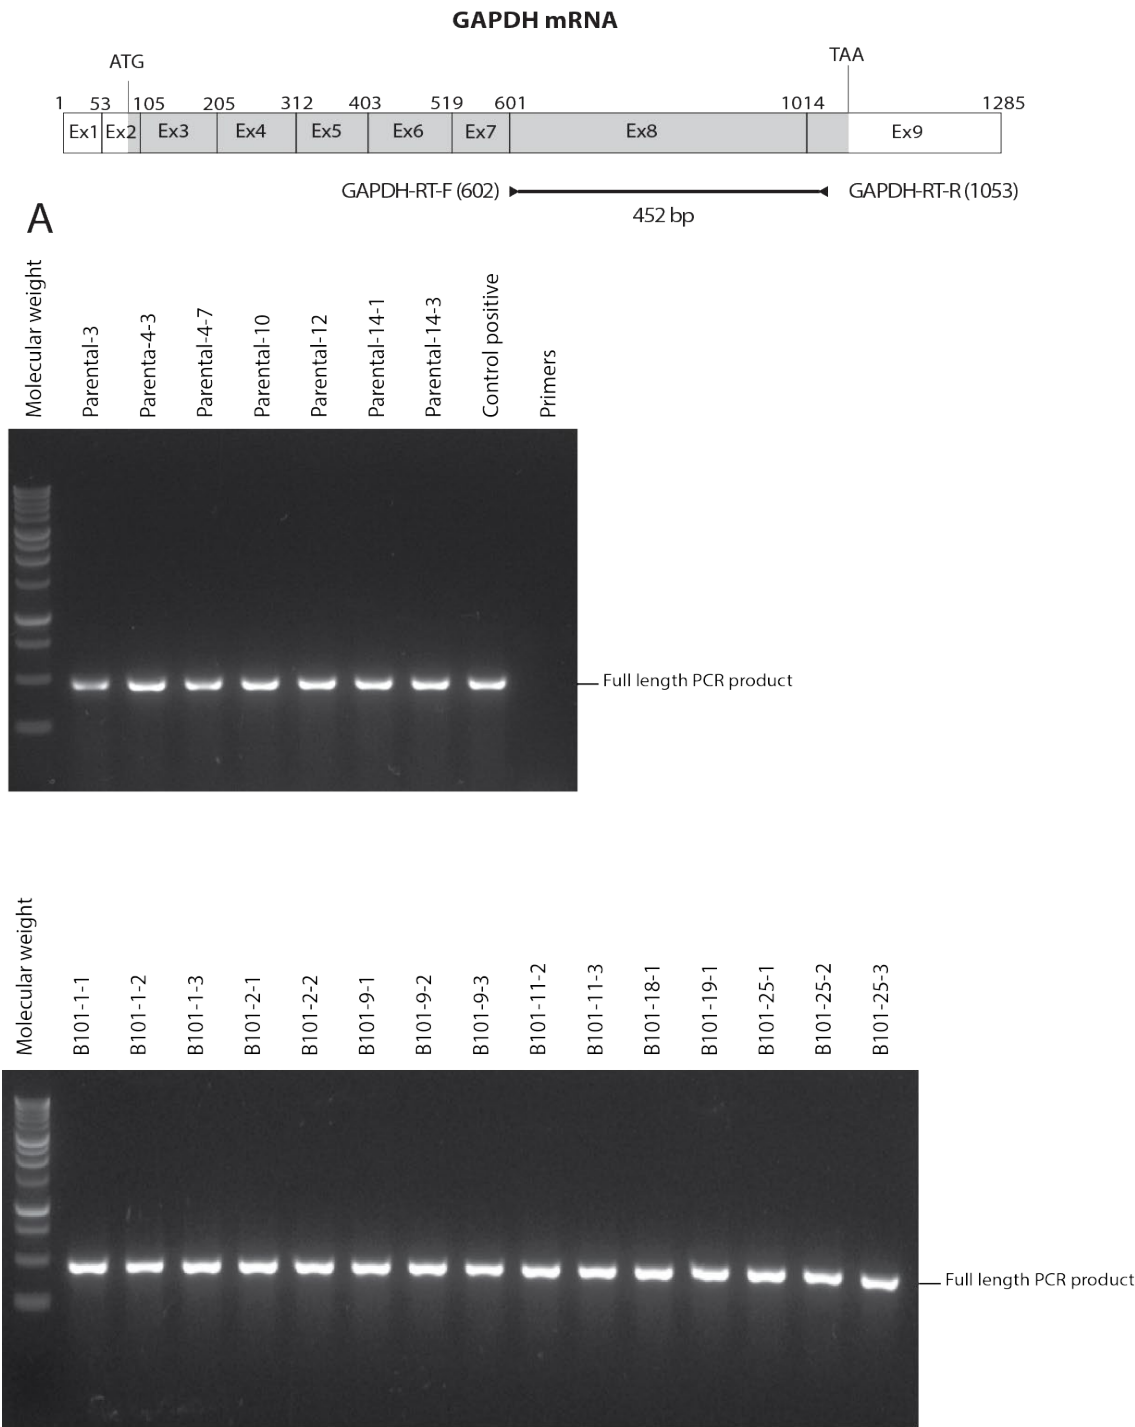 GAPDH mRNA
ATG TAA
1 53 105 205 312 403 519 601 1014 1285
Ex1 Ex2 Ex3 Ex4 Ex5 Ex6 Ex7 Ex8 Ex9
GAPDH-RT-F (602) GAPDH-RT-R (1053)
452 bp
A
Molecular weight
Parental-3
Parenta-4-3
Parental-4-7
Parental-10
Parental-12
Parental-14-1
Parental-14-3
Control positive
Primers
Full length PCR product
Molecular weight
B101-1-1
B101-1-2
B101-1-3
B101-2-1
B101-2-2
B101-9-1
B101-9-2
B101-9-3
B101-11-2
B101-11-3
B101-18-1
B101-19-1
B101-25-1
B101-25-2
B101-25-3
Full length PCR product